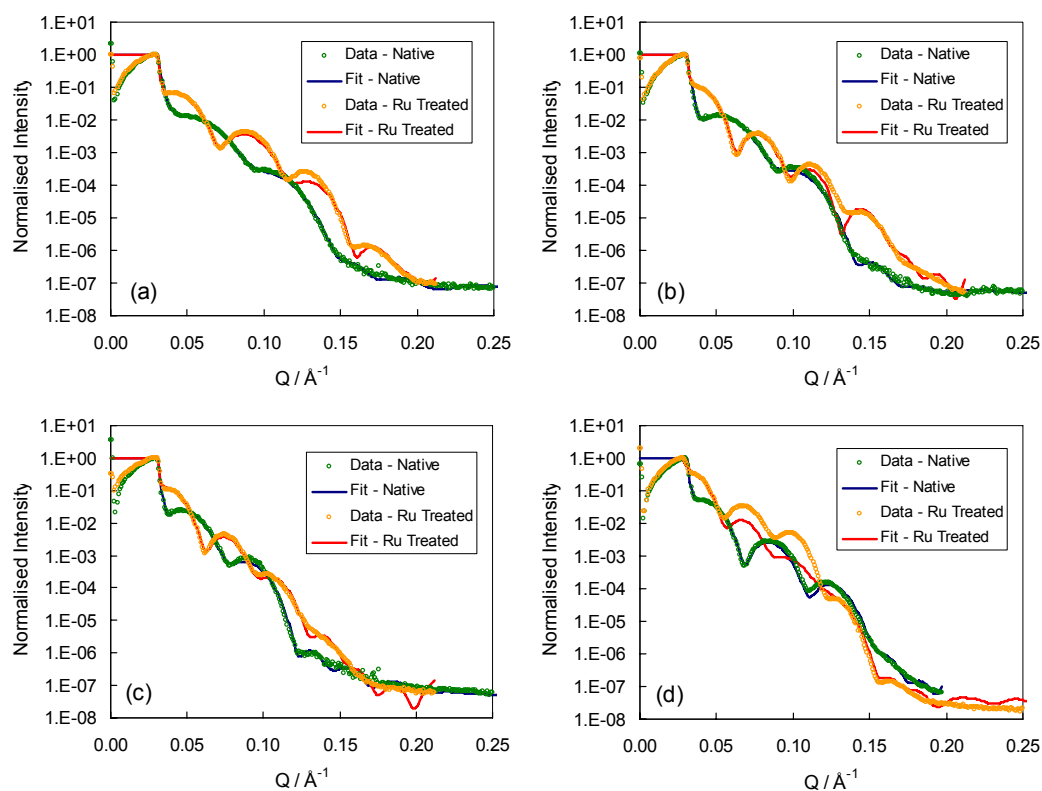 (a)
1.E+01
1.E+00
1.E-01
1.E-02
1.E-03
1.E-04
1.E-05
1.E-06
1.E-07
1.E-08
Normalised Intensity
Data - Native
Fit - Native
Data - Ru Treated
Fit - Ru Treated
0.00 0.05 0.10 0.15 0.20 0.25
Q / Å-1
(b)
1.E+01
1.E+00
1.E-01
1.E-02
1.E-03
1.E-04
1.E-05
1.E-06
1.E-07
1.E-08
Normalised Intensity
Data - Native
Fit - Native
Data - Ru Treated
Fit - Ru Treated
0.00 0.05 0.10 0.15 0.20 0.25
Q / Å-1
(c)
1.E+01
1.E+00
1.E-01
1.E-02
1.E-03
1.E-04
1.E-05
1.E-06
1.E-07
1.E-08
Normalised Intensity
Data - Native
Fit - Native
Data - Ru Treated
Fit - Ru Treated
0.00 0.05 0.10 0.15 0.20 0.25
Q / Å-1
(d)
1.E+01
1.E+00
1.E-01
1.E-02
1.E-03
1.E-04
1.E-05
1.E-06
1.E-07
1.E-08
Normalised Intensity
Data - Native
Fit - Native
Data - Ru Treated
Fit - Ru Treated
0.00 0.05 0.10 0.15 0.20 0.25
Q / Å-1